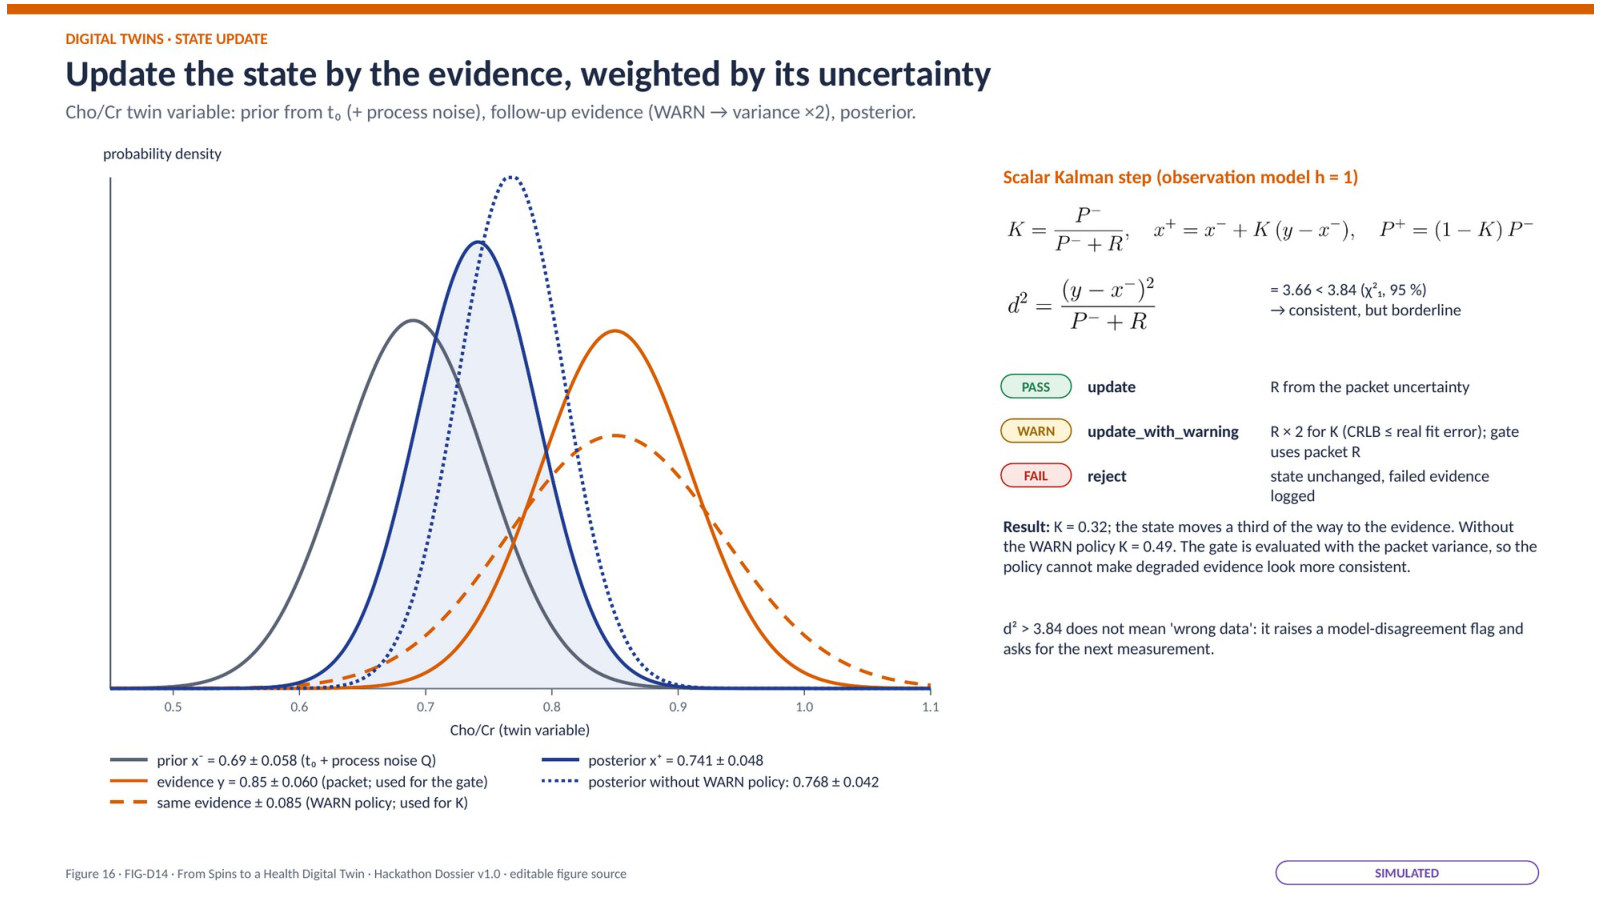 DIGITAL TWINS · STATE UPDATE
Update the state by the evidence, weighted by its uncertainty
Cho/Cr twin variable: prior from t₀ (+ process noise), follow-up evidence (WARN → variance ×2), posterior.
probability density
0.5 0.6 0.7 0.8 0.9 1.0 1.1
Cho/Cr (twin variable)
prior x⁻ = 0.69 ± 0.058 (t₀ + process noise Q)
evidence y = 0.85 ± 0.060 (packet; used for the gate)
same evidence ± 0.085 (WARN policy; used for K)
posterior x⁺ = 0.741 ± 0.048
posterior without WARN policy: 0.768 ± 0.042
Scalar Kalman step (observation model h = 1)
K = P⁻ / (P⁻ + R), x⁺ = x⁻ + K (y − x⁻), P⁺ = (1 − K) P⁻
d² = (y − x⁻)² / (P⁻ + R)
= 3.66 < 3.84 (χ²₁, 95 %)
→ consistent, but borderline
PASS update R from the packet uncertainty
WARN update_with_warning R × 2 for K (CRLB ≤ real fit error); gate
uses packet R
FAIL reject state unchanged, failed evidence
logged
Result: K = 0.32; the state moves a third of the way to the evidence. Without
the WARN policy K = 0.49. The gate is evaluated with the packet variance, so the
policy cannot make degraded evidence look more consistent.
d² > 3.84 does not mean 'wrong data': it raises a model-disagreement flag and
asks for the next measurement.
Figure 16 · FIG-D14 · From Spins to a Health Digital Twin · Hackathon Dossier v1.0 · editable figure source
SIMULATED